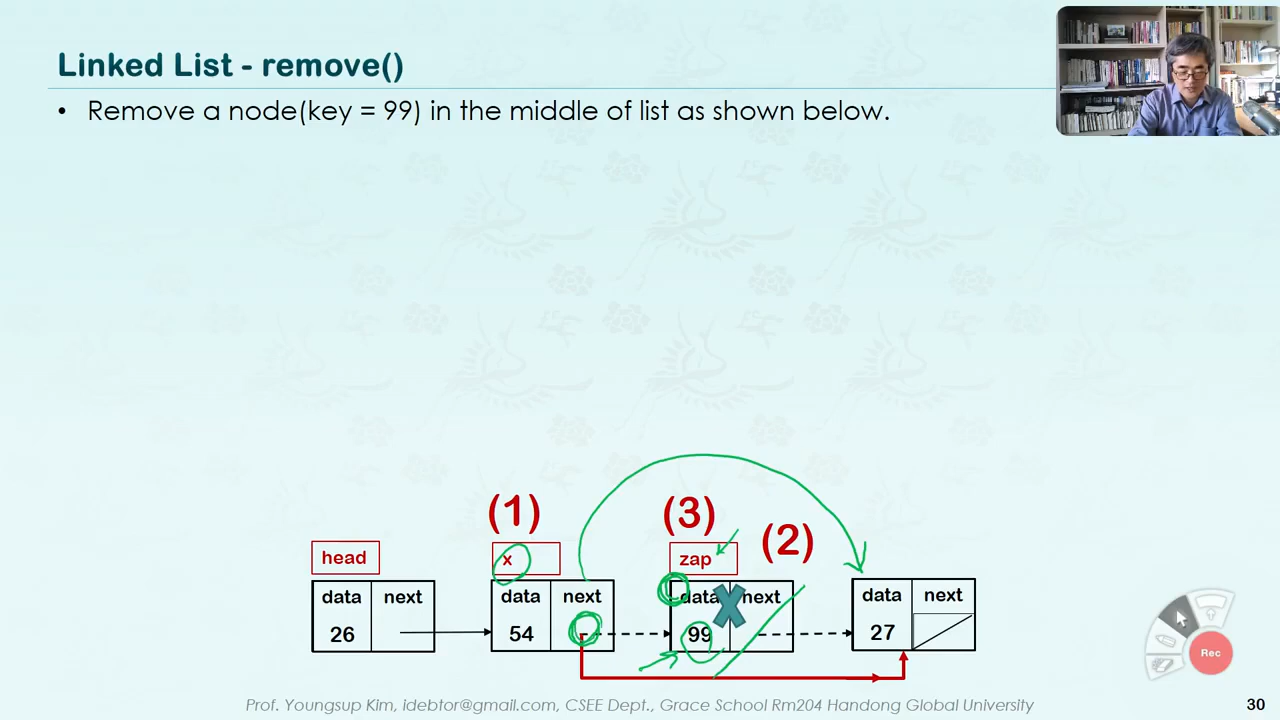 Linked List - remove()
• Remove a node(key = 99) in the middle of list as shown below.
(1)
(3)
(2)
head
x
zap
data next
26
data next
54
data next
99
data next
27
Rec
Prof. Youngsup Kim, idebtor@gmail.com, CSEE Dept., Grace School Rm204 Handong Global University
30